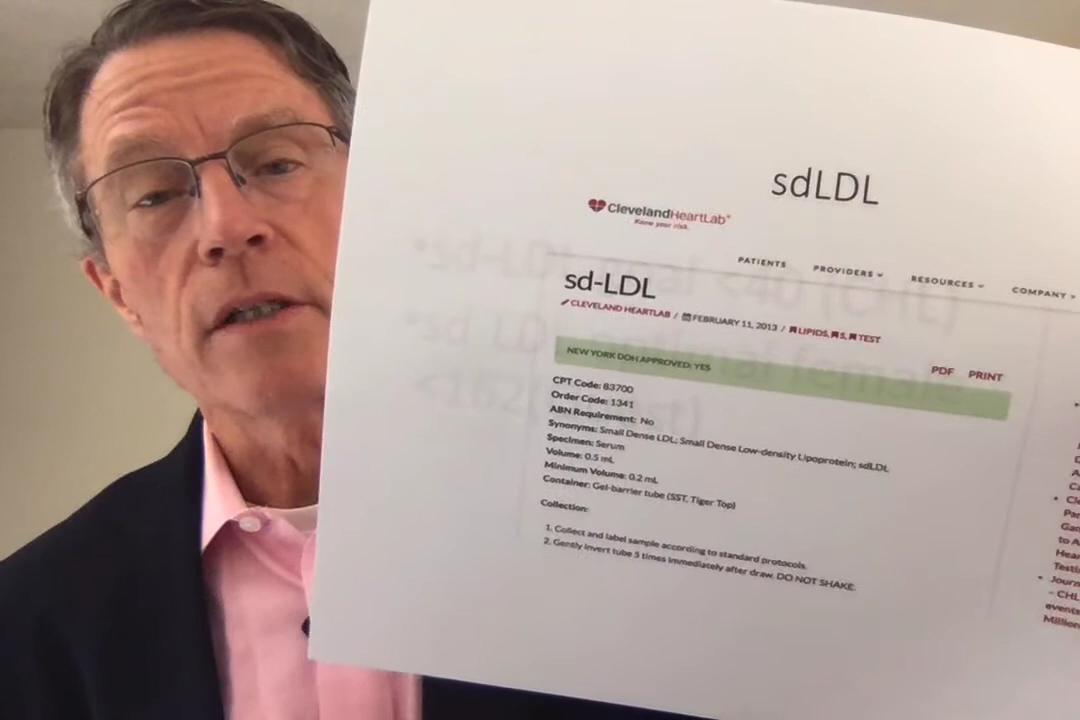 sdLDL
ClevelandHeartLab
Know your risk.
PATIENTS PROVIDERS RESOURCES COMPANY
sd-LDL
CLEVELAND HEARTLAB / FEBRUARY 11, 2013 / LIPIDS, S, TEST
NEW YORK DOH APPROVED: YES
PDF PRINT
CPT Code: 83700
Order Code: 1341
ABN Requirement: No
Synonyms: Small Dense LDL; Small Dense Low-density Lipoprotein; sdLDL
Specimen: Serum
Volume: 0.5 mL
Minimum Volume: 0.2 mL
Container: Gel-barrier tube (SST, Tiger Top)
Collection:
1. Collect and label sample according to standard protocols.
2. Gently invert tube 5 times immediately after draw. DO NOT SHAKE.
- CHL
events